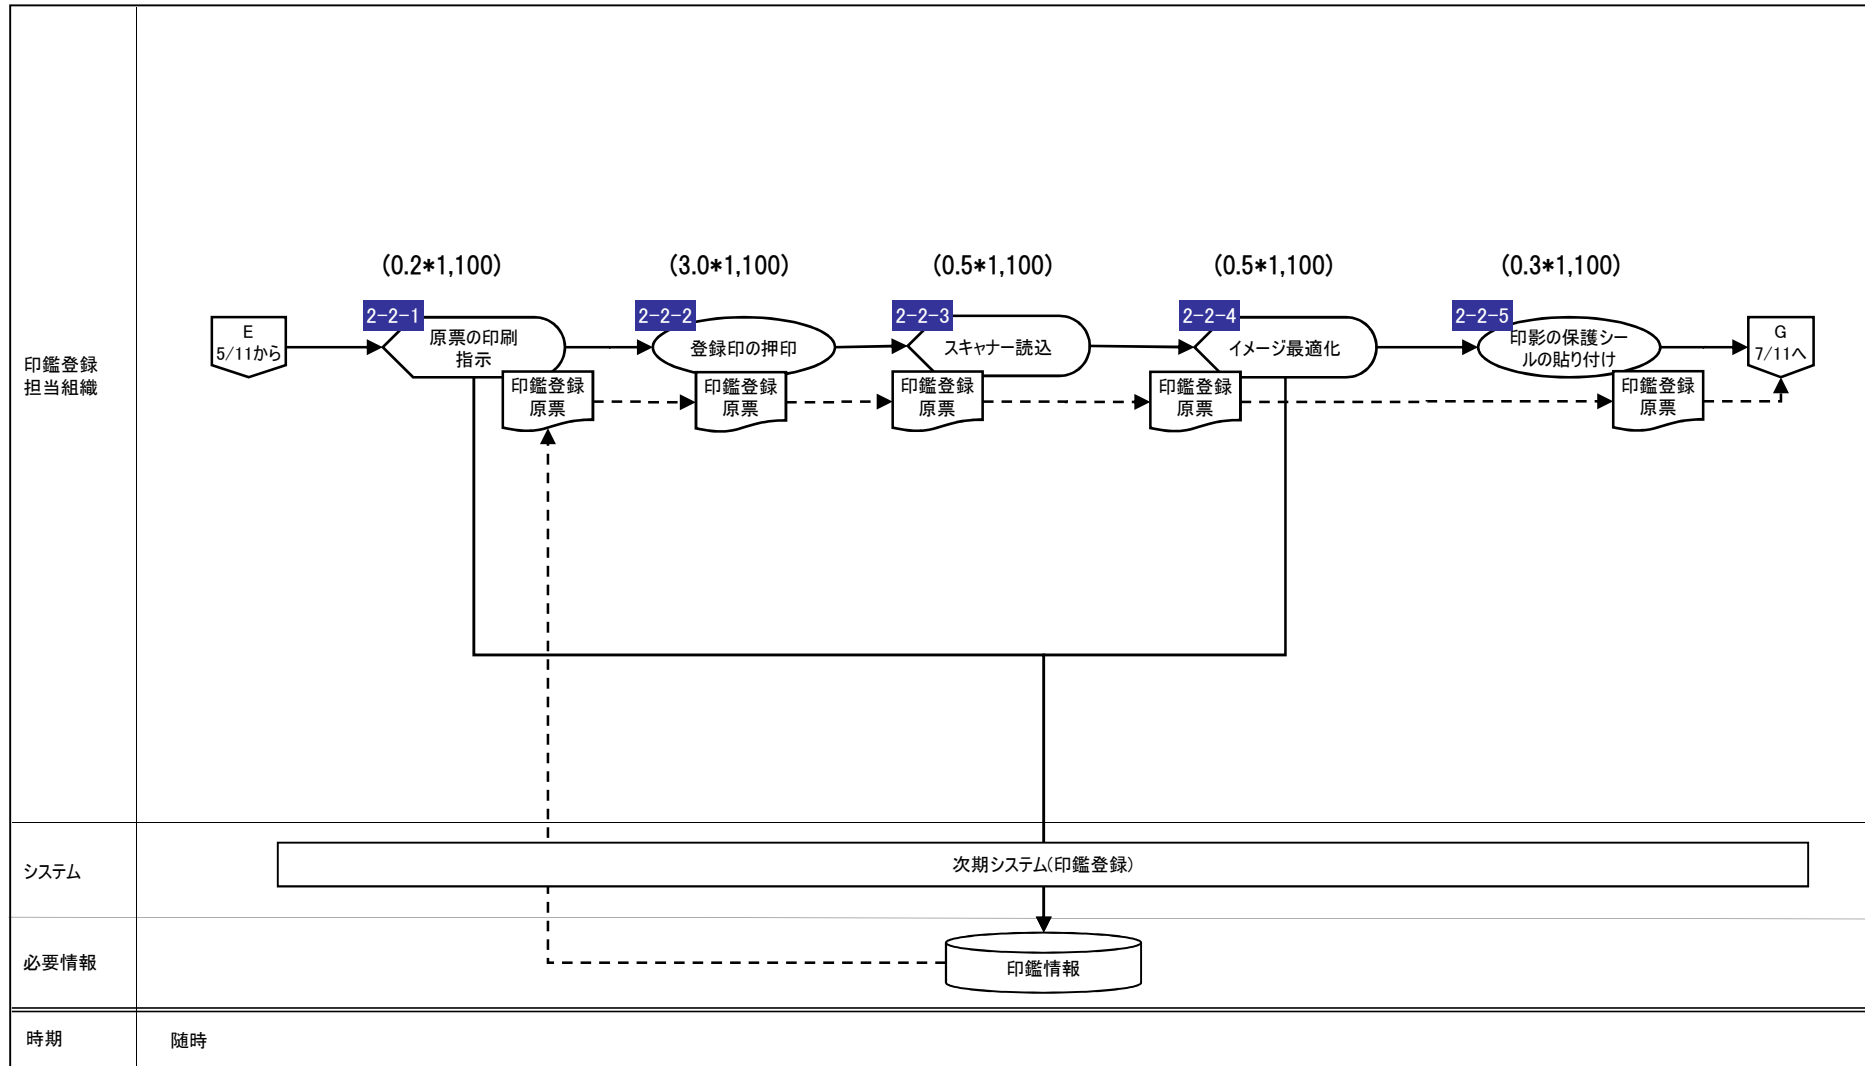 印鑑登録
担当組織
(0.2*1,100)
(3.0*1,100)
(0.5*1,100)
(0.5*1,100)
(0.3*1,100)
E
5/11から
2-2-1
原票の印刷
指示
印鑑登録
原票
2-2-2
登録印の押印
印鑑登録
原票
2-2-3
スキャナー読込
印鑑登録
原票
2-2-4
イメージ最適化
印鑑登録
原票
2-2-5
印影の保護シー
ルの貼り付け
印鑑登録
原票
G
7/11へ
システム
次期システム(印鑑登録)
必要情報
印鑑情報
時期
随時